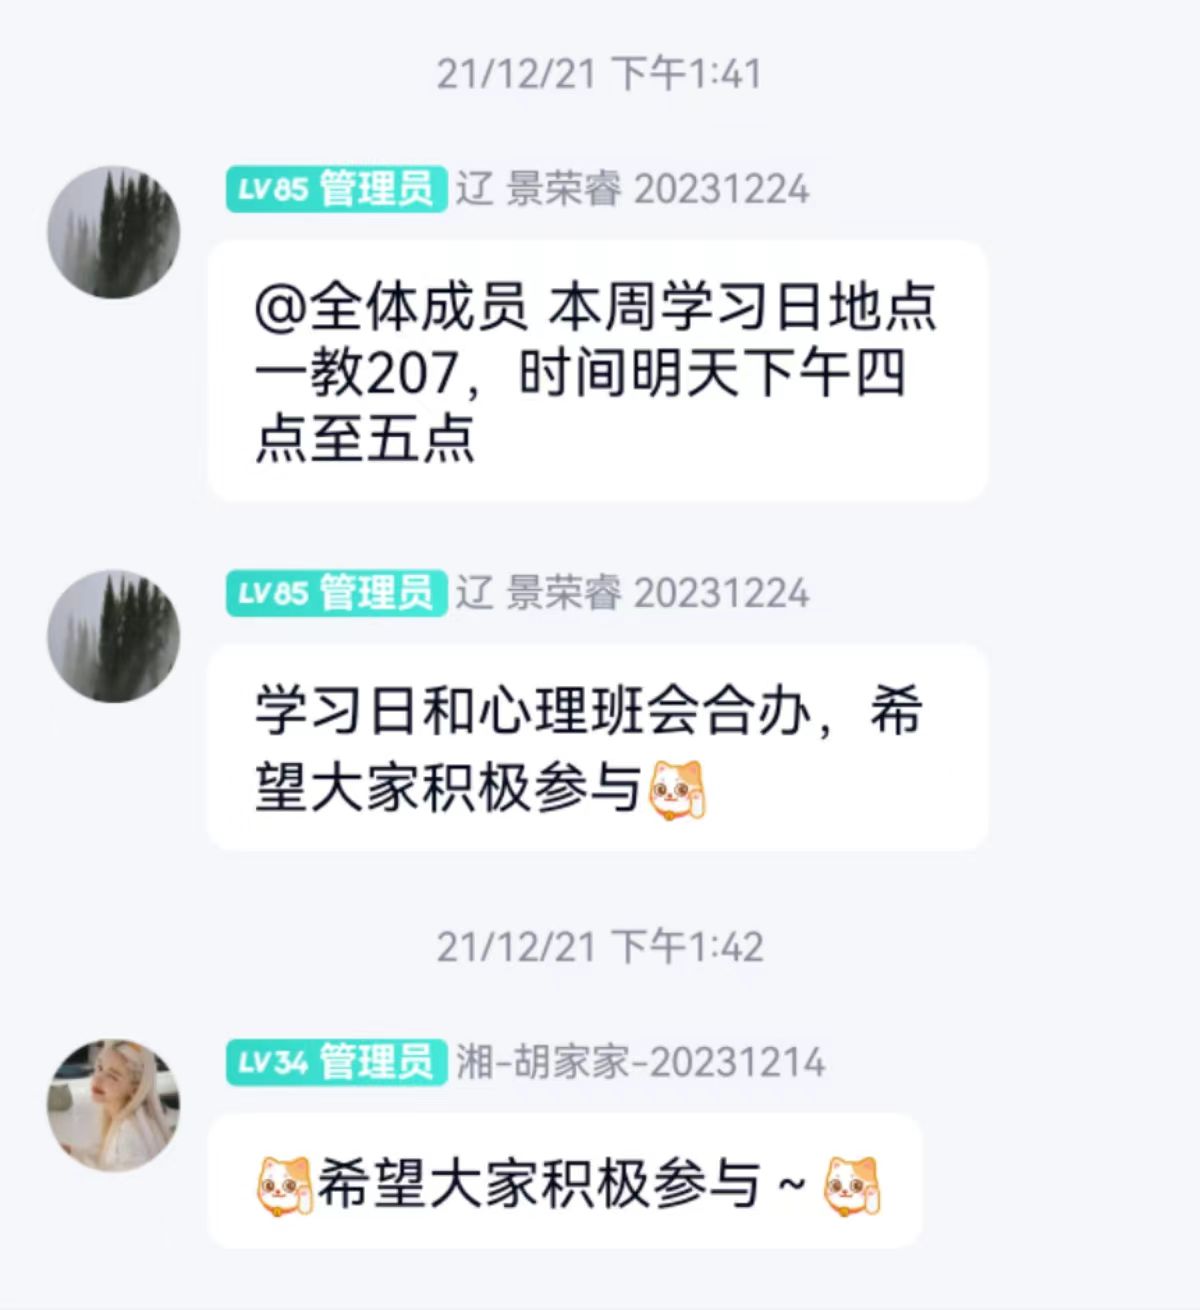 21/12/21 下午1:41
LV85 管理员 辽 景荣睿 20231224
@全体成员 本周学习日地点
一教207，时间明天下午四
点至五点
LV85 管理员 辽 景荣睿 20231224
学习日和心理班会合办，希
望大家积极参与
21/12/21 下午1:42
LV34 管理员 湘-胡家家-20231214
希望大家积极参与 ~